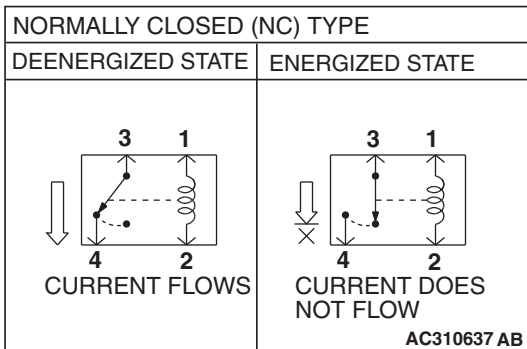 NORMALLY CLOSED (NC) TYPE
DEENERGIZED STATE
ENERGIZED STATE
3 1
4 2
CURRENT FLOWS
3 1
4 2
CURRENT DOES
NOT FLOW
AC310637 AB